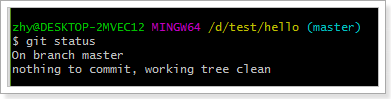 zhy@DESKTOP-2MVEC12 MINGW64 /d/test/hello (master)
$ git status
On branch master
nothing to commit, working tree clean